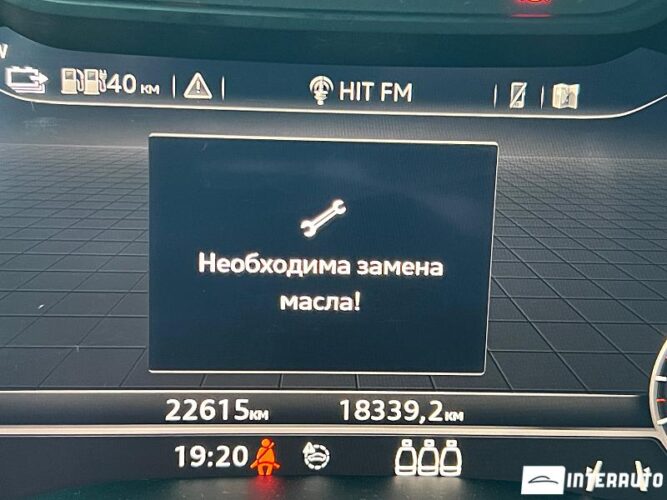 40 км
HIT FM
Необходима замена
масла!
22615км
18339,2км
19:20
INTERAUTO